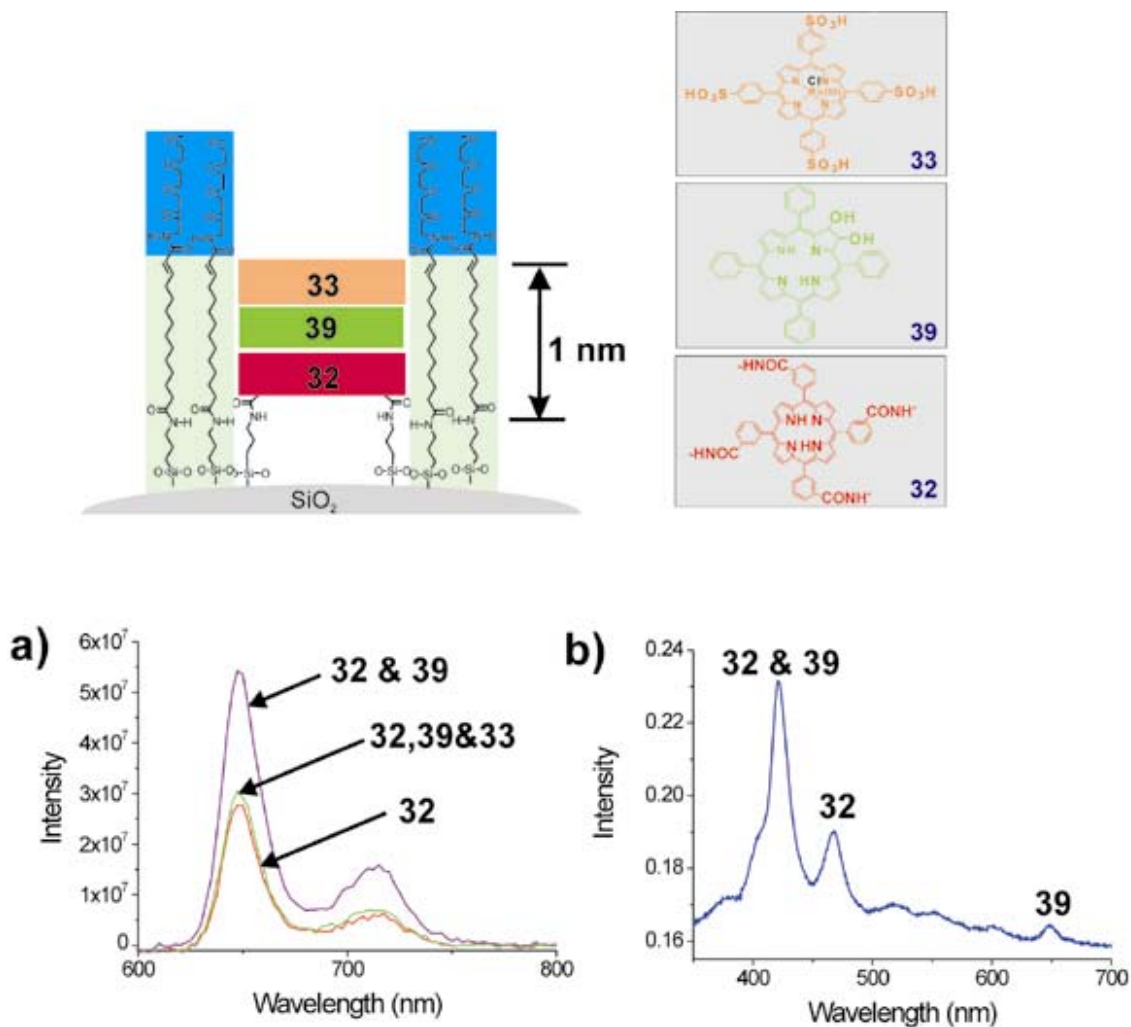 33
39
32
1 nm
SiO2
SO3H
HO3S
Cl
N
SO3H
SO3H
33
OH
OH
NH
N
N
HN
39
-HNOC
CONH-
NH
N
N
HN
-HNOC
CONH-
32
a)
6x10^7
5x10^7
4x10^7
3x10^7
2x10^7
1x10^7
0
600
700
800
Intensity
Wavelength (nm)
32 & 39
32,39&33
32
b)
0.24
0.22
0.20
0.18
0.16
400
500
600
700
Intensity
Wavelength (nm)
32 & 39
32
39